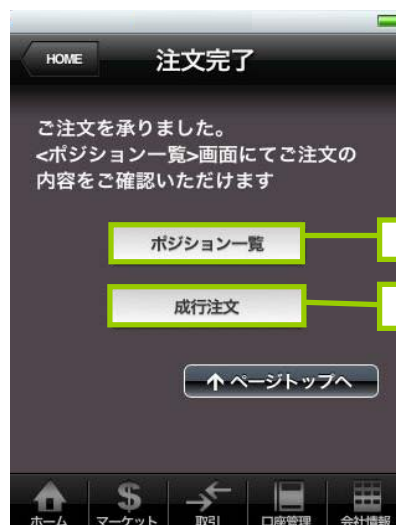 HOME
注文完了
ご注文を承りました。
<ポジション一覧>画面にてご注文の
内容をご確認いただけます
ポジション一覧
成行注文
↑ページトップへ
ホーム マーケット 取引 口座管理 会社情報